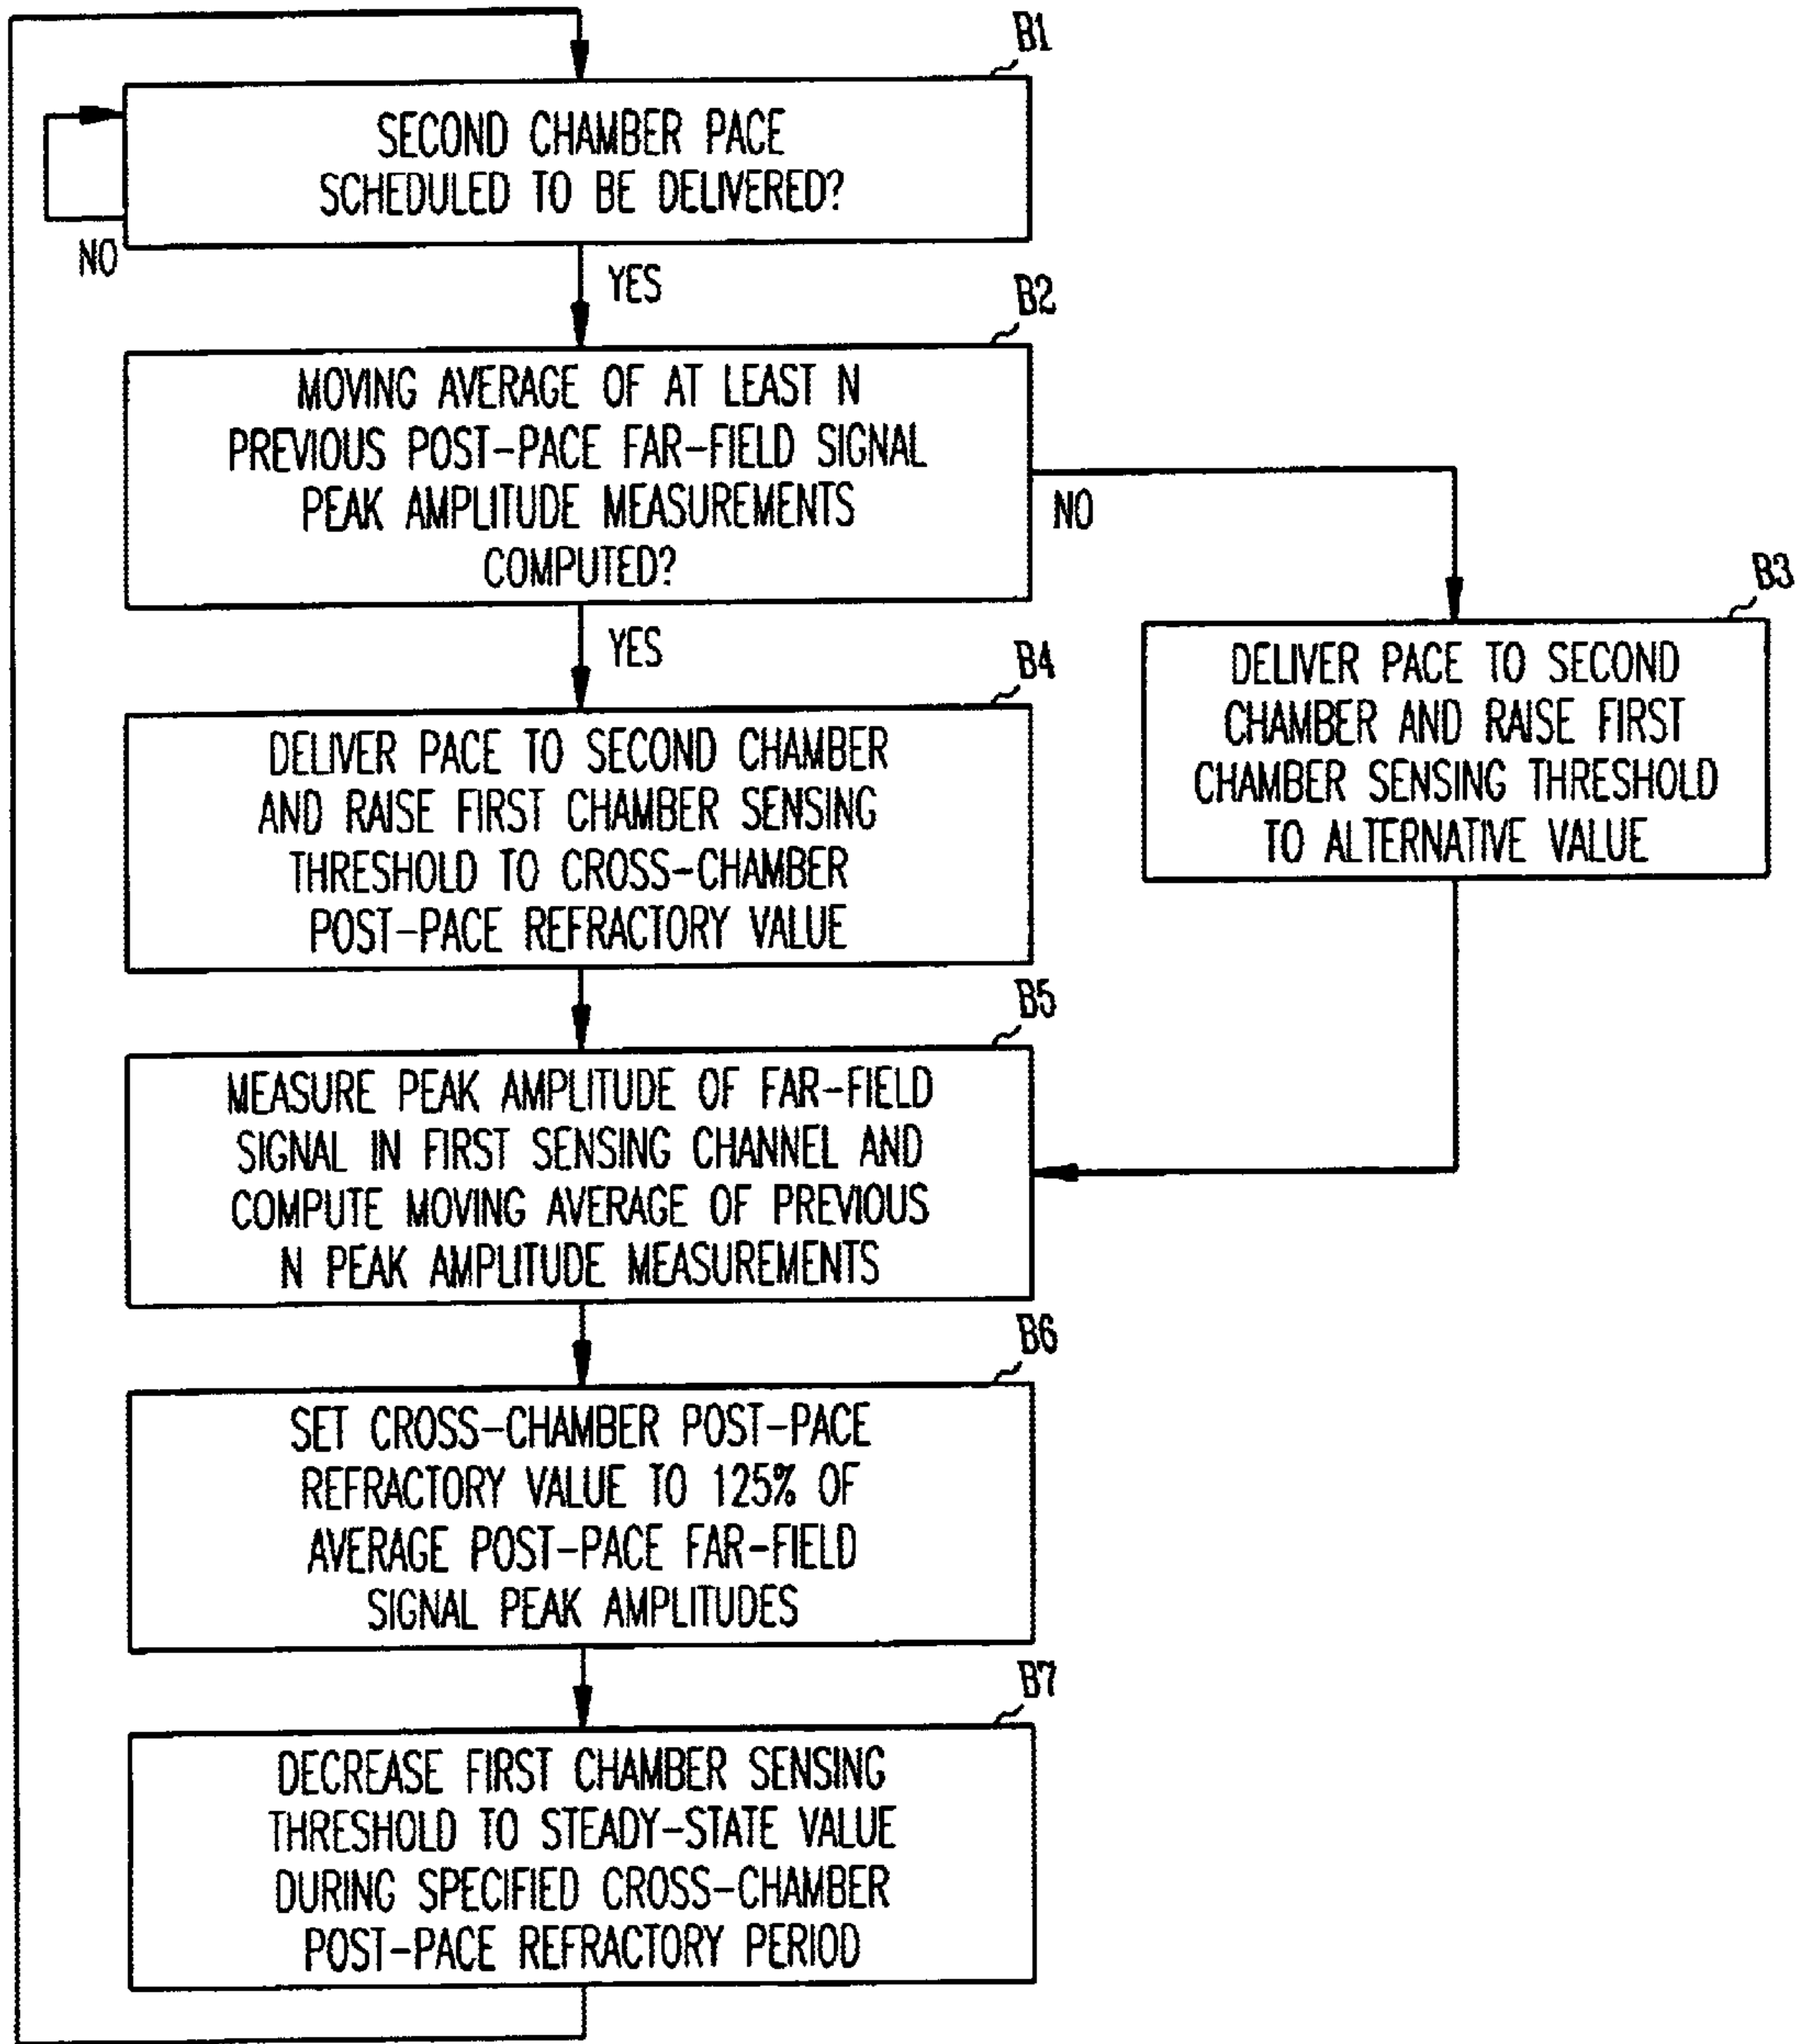 B1
SECOND CHAMBER PACE
SCHEDULED TO BE DELIVERED?
NO
YES
B2
MOVING AVERAGE OF AT LEAST N
PREVIOUS POST-PACE FAR-FIELD SIGNAL
PEAK AMPLITUDE MEASUREMENTS
COMPUTED?
NO
YES
B3
DELIVER PACE TO SECOND
CHAMBER AND RAISE FIRST
CHAMBER SENSING THRESHOLD
TO ALTERNATIVE VALUE
B4
DELIVER PACE TO SECOND CHAMBER
AND RAISE FIRST CHAMBER SENSING
THRESHOLD TO CROSS-CHAMBER
POST-PACE REFRACTORY VALUE
B5
MEASURE PEAK AMPLITUDE OF FAR-FIELD
SIGNAL IN FIRST SENSING CHANNEL AND
COMPUTE MOVING AVERAGE OF PREVIOUS
N PEAK AMPLITUDE MEASUREMENTS
B6
SET CROSS-CHAMBER POST-PACE
REFRACTORY VALUE TO 125% OF
AVERAGE POST-PACE FAR-FIELD
SIGNAL PEAK AMPLITUDES
B7
DECREASE FIRST CHAMBER SENSING
THRESHOLD TO STEADY-STATE VALUE
DURING SPECIFIED CROSS-CHAMBER
POST-PACE REFRACTORY PERIOD